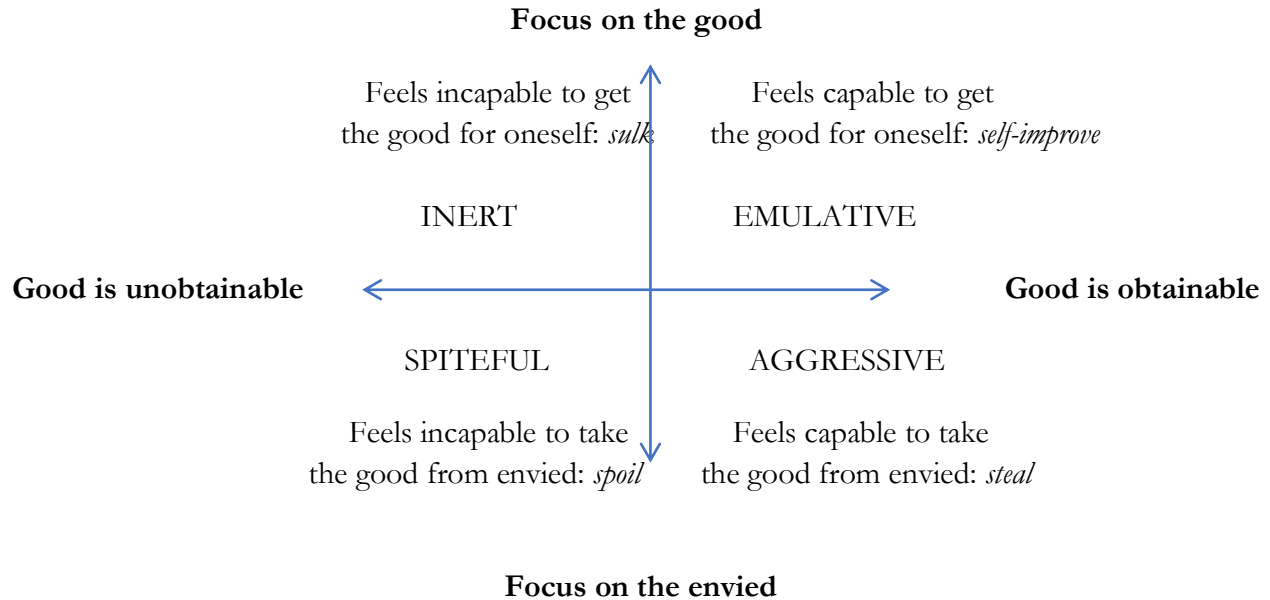 Focus on the good
Feels incapable to get
the good for oneself: sulk
Feels capable to get
the good for oneself: self-improve
INERT
EMULATIVE
Good is unobtainable
Good is obtainable
SPITEFUL
AGGRESSIVE
Feels incapable to take
the good from envied: spoil
Feels capable to take
the good from envied: steal
Focus on the envied